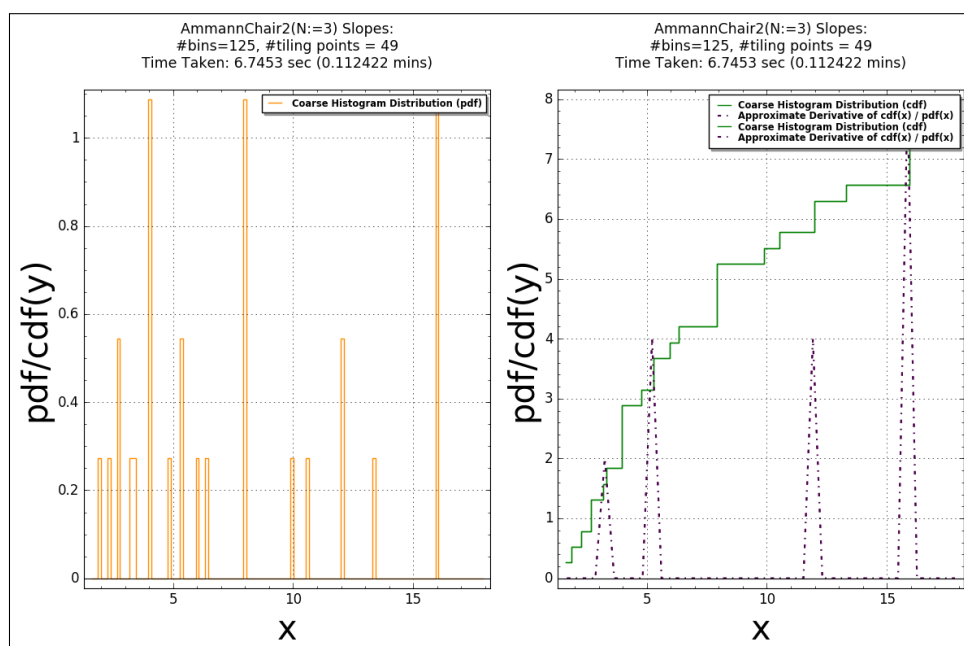 AmmannChair2(N:=3) Slopes:
#bins=125, #tiling points = 49
Time Taken: 6.7453 sec (0.112422 mins)
Coarse Histogram Distribution (pdf)
1
0.8
0.6
0.4
0.2
0
5
10
15
pdf/cdf(y)
x
AmmannChair2(N:=3) Slopes:
#bins=125, #tiling points = 49
Time Taken: 6.7453 sec (0.112422 mins)
Coarse Histogram Distribution (cdf)
Approximate Derivative of cdf(x) / pdf(x)
Coarse Histogram Distribution (cdf)
Approximate Derivative of cdf(x) / pdf(x)
8
7
6
5
4
3
2
1
0
5
10
15
pdf/cdf(y)
x